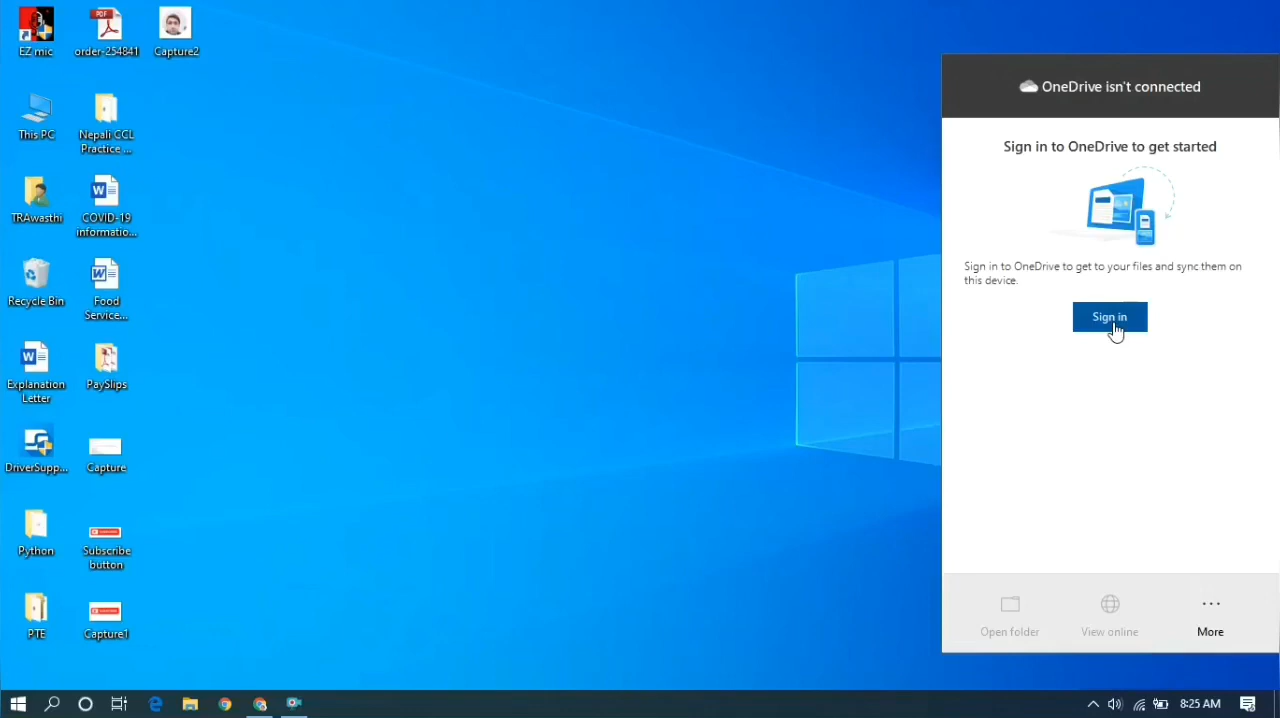 EZ mic
order-254841
Capture2
This PC
Nepali CCL
Practice ...
TRAwasthi
COVID-19
informatio...
Recycle Bin
Food
Service...
Explanation
Letter
PaySlips
DriverSupp...
Capture
Python
Subscribe
button
PTE
Capture1
OneDrive isn't connected
Sign in to OneDrive to get started
Sign in to OneDrive to get to your files and sync them on
this device.
Sign in
Open folder
View online
More
8:25 AM